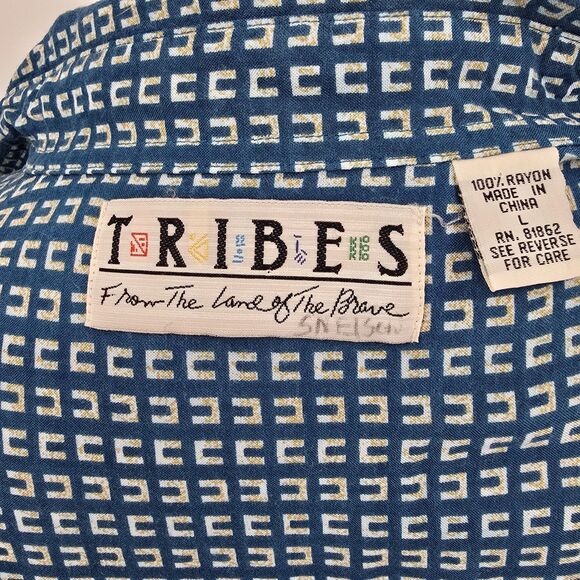 TRIBES
From The Land of The Brave
100% RAYON
MADE IN
CHINA
L
RN. 81862
SEE REVERSE
FOR CARE